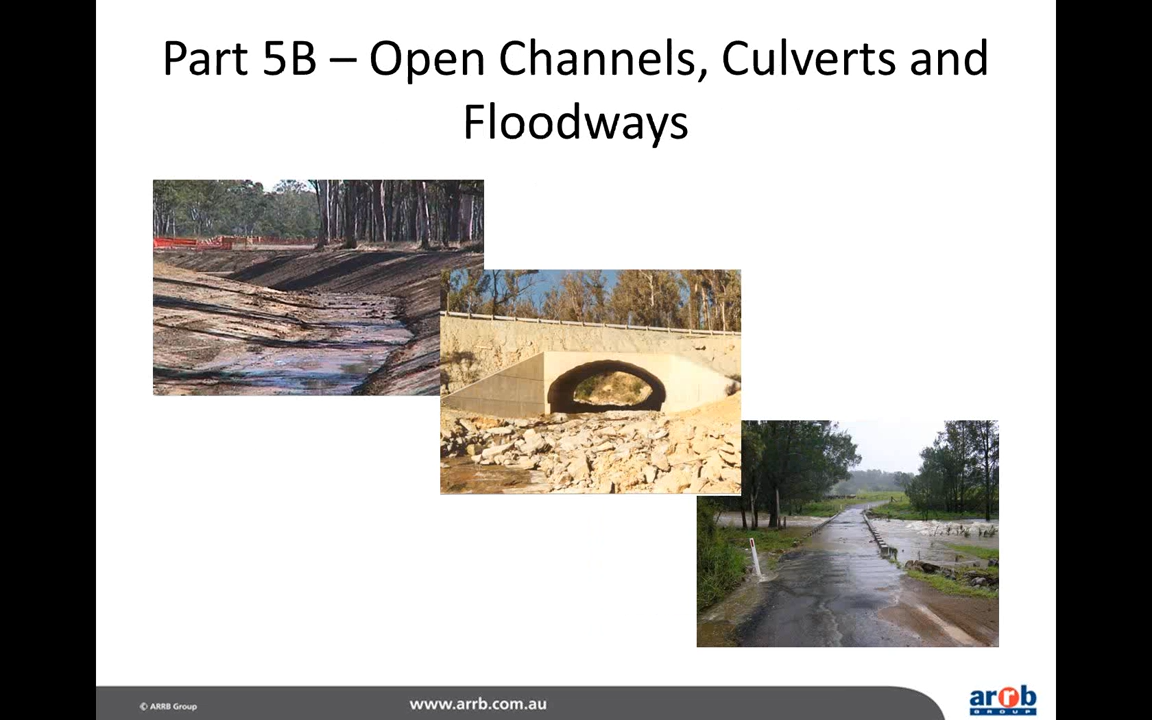 Part 5B – Open Channels, Culverts and
Floodways
© ARRB Group
www.arrb.com.au
arrb
GROUP